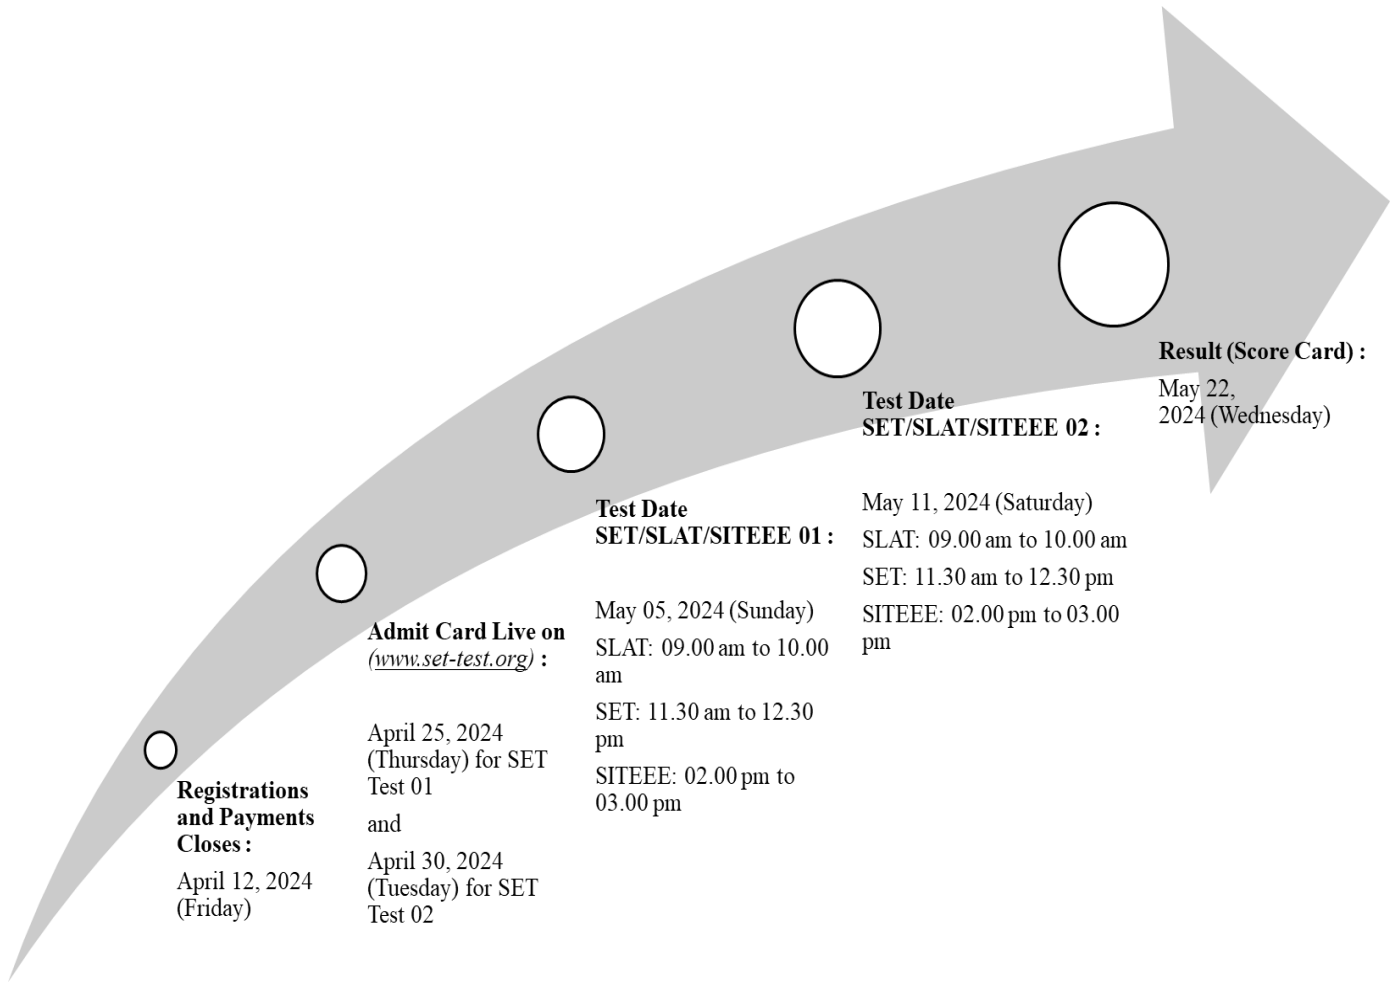 Registrations
and Payments
Closes :
April 12, 2024
(Friday)
Admit Card Live on
(www.set-test.org) :
April 25, 2024
(Thursday) for SET
Test 01
and
April 30, 2024
(Tuesday) for SET
Test 02
Test Date
SET/SLAT/SITEEE 01 :
May 05, 2024 (Sunday)
SLAT: 09.00 am to 10.00
am
SET: 11.30 am to 12.30
pm
SITEEE: 02.00 pm to
03.00 pm
Test Date
SET/SLAT/SITEEE 02 :
May 11, 2024 (Saturday)
SLAT: 09.00 am to 10.00 am
SET: 11.30 am to 12.30 pm
SITEEE: 02.00 pm to 03.00
pm
Result (Score Card) :
May 22,
2024 (Wednesday)